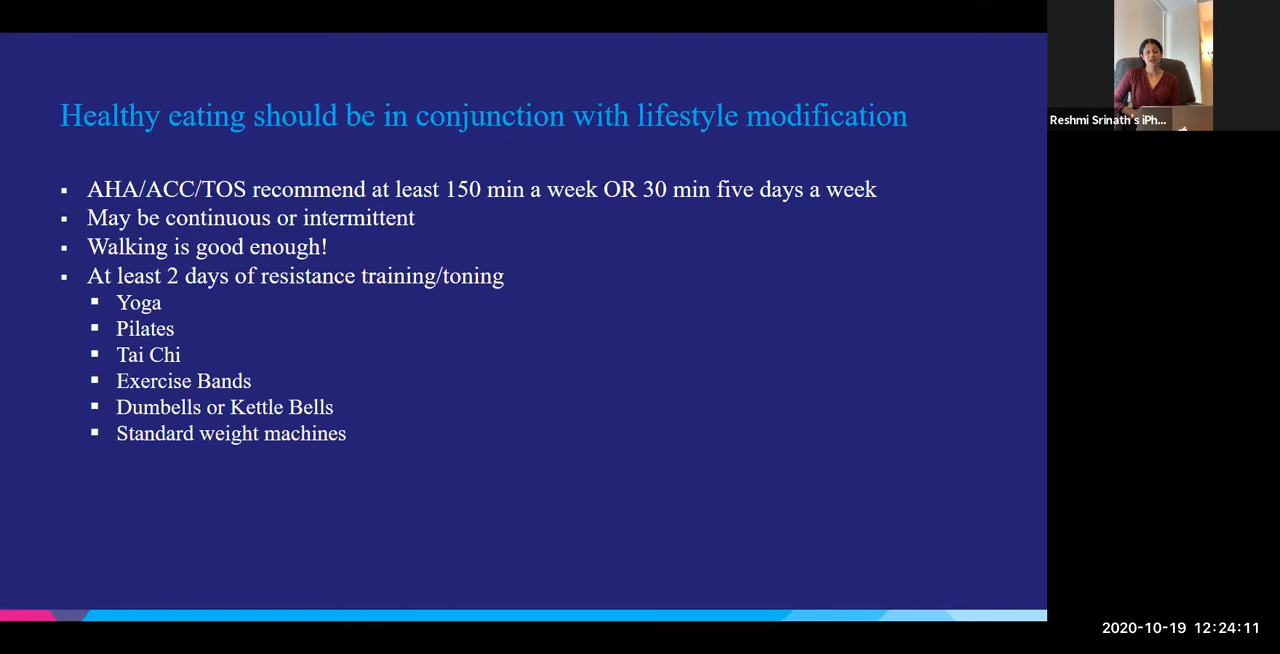 Healthy eating should be in conjunction with lifestyle modification
AHA/ACC/TOS recommend at least 150 min a week OR 30 min five days a week
May be continuous or intermittent
Walking is good enough!
At least 2 days of resistance training/toning
Yoga
Pilates
Tai Chi
Exercise Bands
Dumbells or Kettle Bells
Standard weight machines
Reshmi Srinath's iPh...
2020-10-19 12:24:11